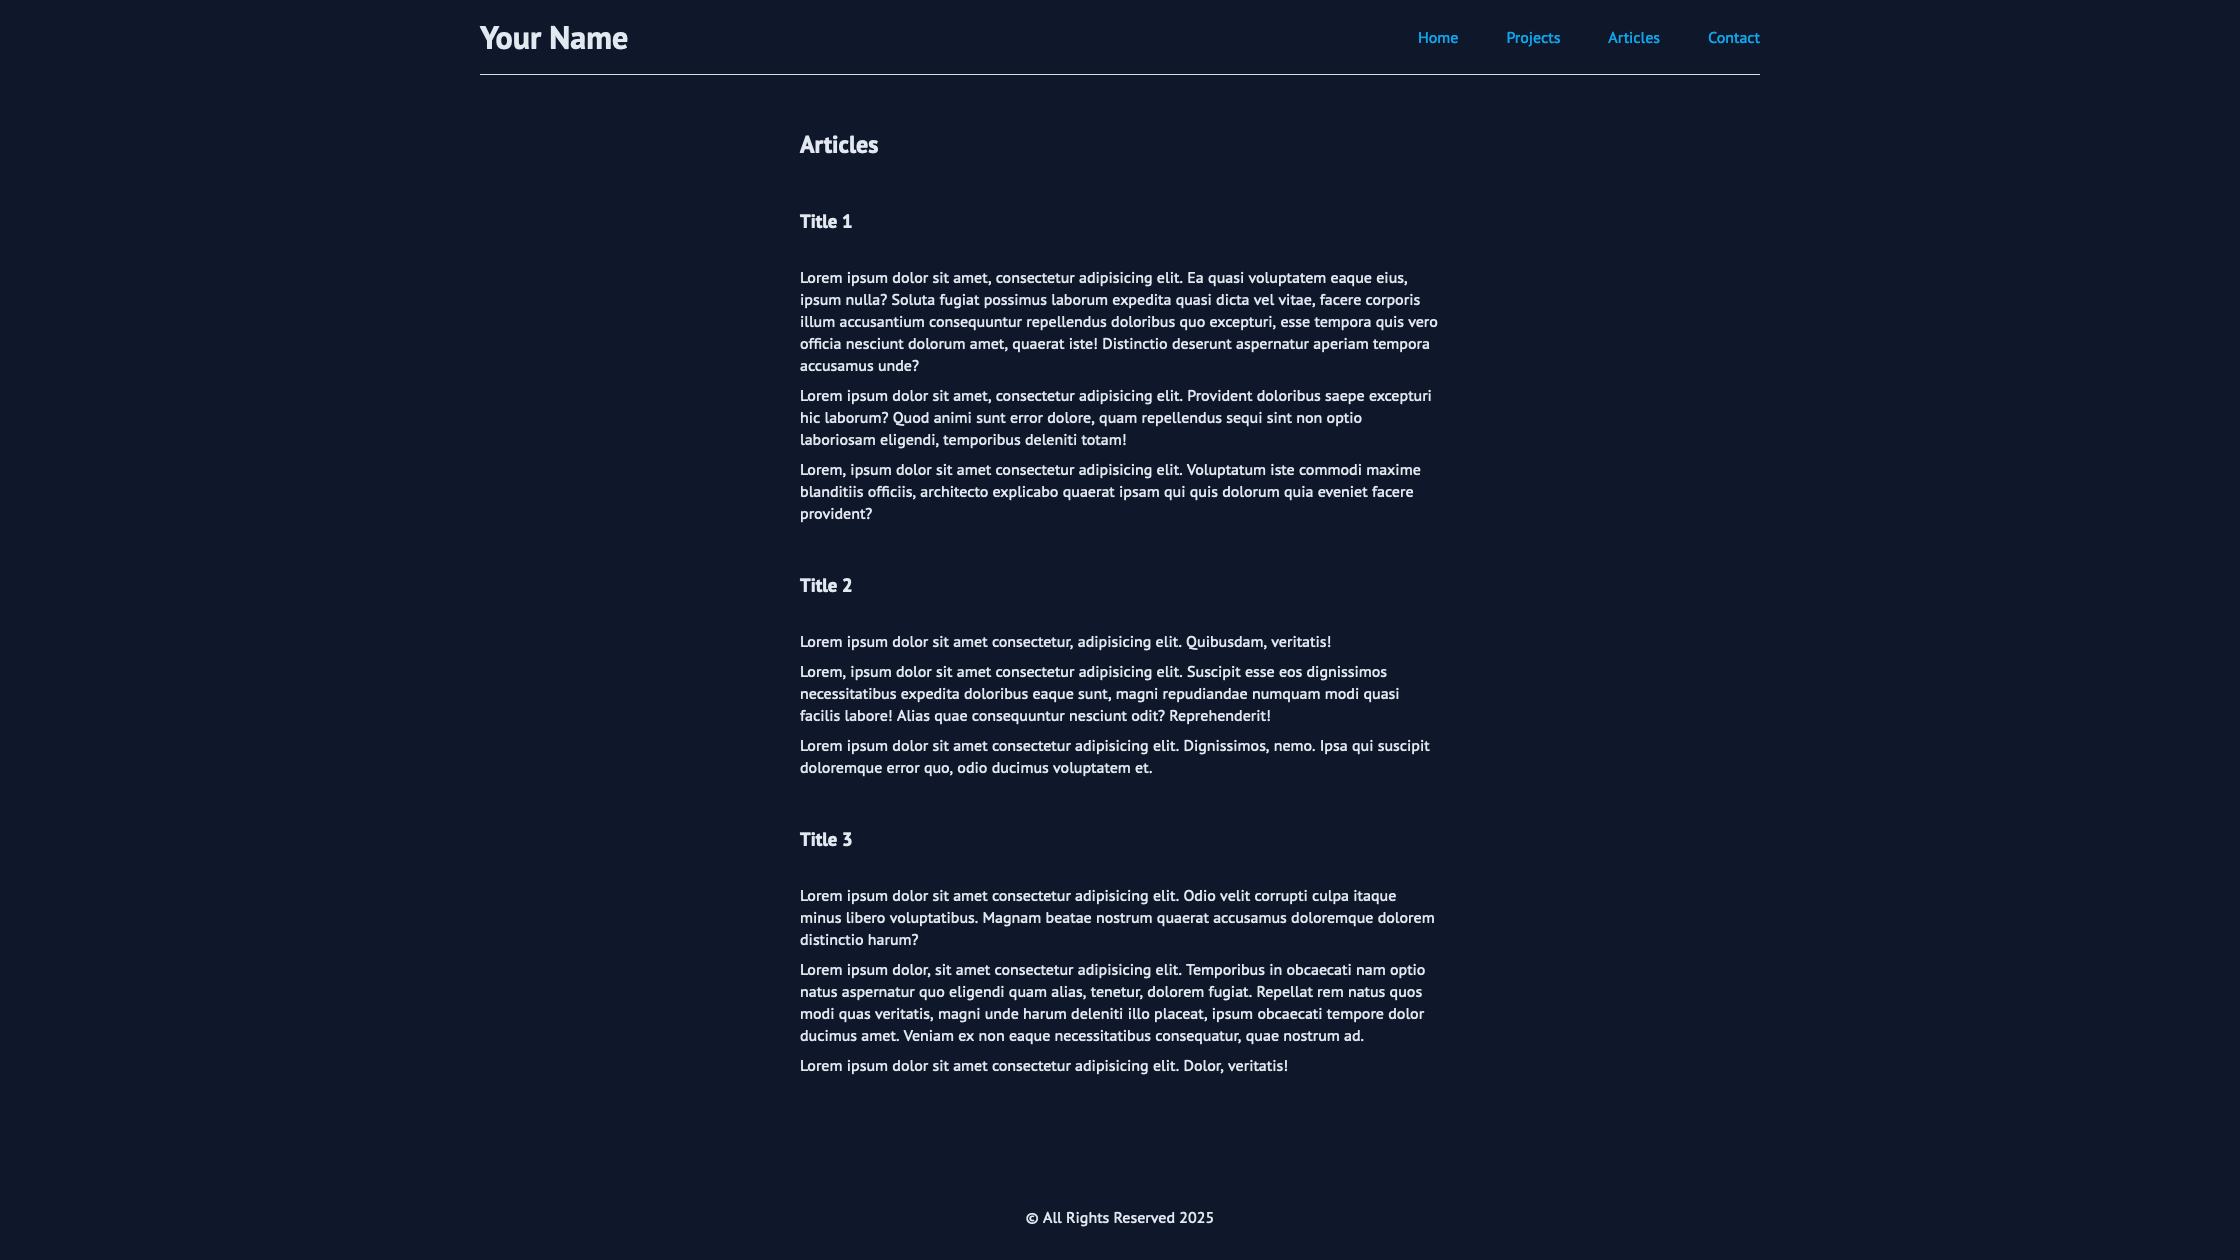 Your Name
Home Projects Articles Contact
Articles
Title 1
Lorem ipsum dolor sit amet, consectetur adipisicing elit. Ea quasi voluptatem eaque eius,
ipsum nulla? Soluta fugiat possimus laborum expedita quasi dicta vel vitae, facere corporis
illum accusantium consequuntur repellendus doloribus quo excepturi, esse tempora quis vero
officia nesciunt dolorum amet, quaerat iste! Distinctio deserunt aspernatur aperiam tempora
accusamus unde?
Lorem ipsum dolor sit amet, consectetur adipisicing elit. Provident doloribus saepe excepturi
hic laborum? Quod animi sunt error dolore, quam repellendus sequi sint non optio
laboriosam eligendi, temporibus deleniti totam!
Lorem, ipsum dolor sit amet consectetur adipisicing elit. Voluptatum iste commodi maxime
blanditiis officiis, architecto explicabo quaerat ipsam qui quis dolorum quia eveniet facere
provident?
Title 2
Lorem ipsum dolor sit amet consectetur, adipisicing elit. Quibusdam, veritatis!
Lorem, ipsum dolor sit amet consectetur adipisicing elit. Suscipit esse eos dignissimos
necessitatibus expedita doloribus eaque sunt, magni repudiandae numquam modi quasi
facilis labore! Alias quae consequuntur nesciunt odit? Reprehenderit!
Lorem ipsum dolor sit amet consectetur adipisicing elit. Dignissimos, nemo. Ipsa qui suscipit
doloremque error quo, odio ducimus voluptatem et.
Title 3
Lorem ipsum dolor sit amet consectetur adipisicing elit. Odio velit corrupti culpa itaque
minus libero voluptatibus. Magnam beatae nostrum quaerat accusamus doloremque dolorem
distinctio harum?
Lorem ipsum dolor, sit amet consectetur adipisicing elit. Temporibus in obcaecati nam optio
natus aspernatur quo eligendi quam alias, tenetur, dolorem fugiat. Repellat rem natus quos
modi quas veritatis, magni unde harum deleniti illo placeat, ipsum obcaecati tempore dolor
ducimus amet. Veniam ex non eaque necessitatibus consequatur, quae nostrum ad.
Lorem ipsum dolor sit amet consectetur adipisicing elit. Dolor, veritatis!
© All Rights Reserved 2025